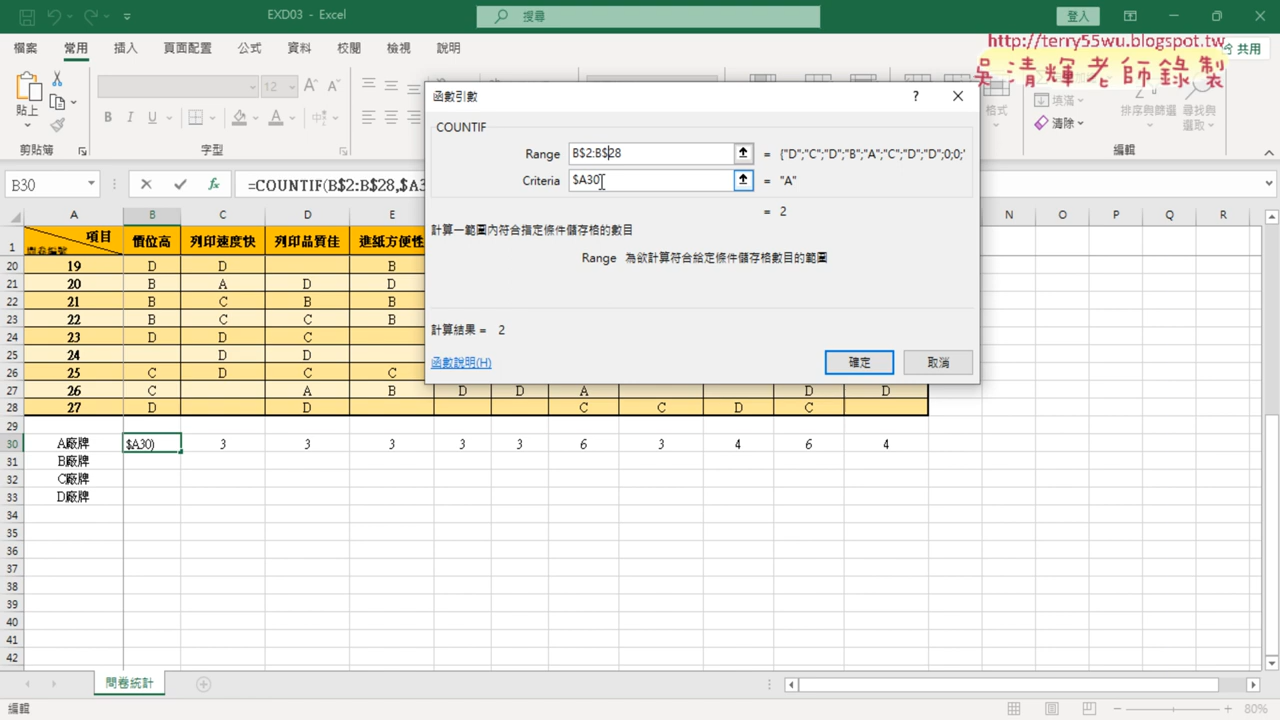 EXD03 - Excel
搜尋
登入
檔案 常用 插入 頁面配置 公式 資料 校閱 檢視 說明
共用
http://terry55wu.blogspot.tw
吳清輝老師錄製
貼上
12
B I U
格式
填滿
清除
排序與篩選
尋找與選取
剪貼簿 字型 編輯
B30
=COUNTIF(B$2:B$28,$A3
函數引數
?
COUNTIF
Range B$2:B$28 = {"D";"C";"D";"B";"A";"C";"D";"D";0;0;"
Criteria $A30 = "A"
= 2
計算一範圍內符合指定條件儲存格的數目
Range 為欲計算符合給定條件儲存格數目的範圍
計算結果 = 2
函數說明(H)
確定 取消
A B C D E N O P Q R
1 項目 問卷編號 價位高 列印速度快 列印品質佳 進紙方便性
20 19 D D B
21 20 B A D D
22 21 B C B B
23 22 B C C B
24 23 D D C
25 24 D D
26 25 C D C C
27 26 C A B D D A D D
28 27 D D C C D C
29
30 A廠牌 $A30) 3 3 3 3 3 6 3 4 6 4
31 B廠牌
32 C廠牌
33 D廠牌
34
35
36
37
38
39
40
41
42
問卷統計
編輯
80%